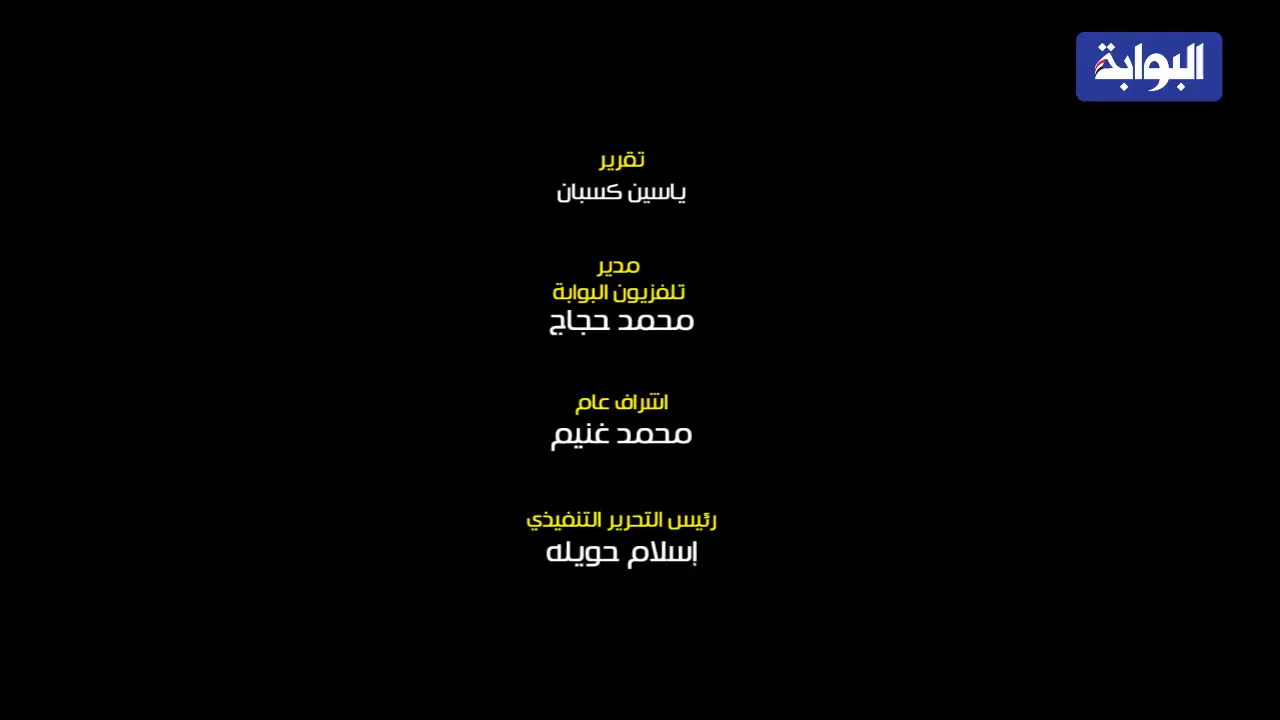 البوابة
تقرير
ياسين كسبان
مدير
تلفزيون البوابة
محمد حجاج
اشراف عام
محمد غنيم
رئيس التحرير التنفيذي
إسلام حويله